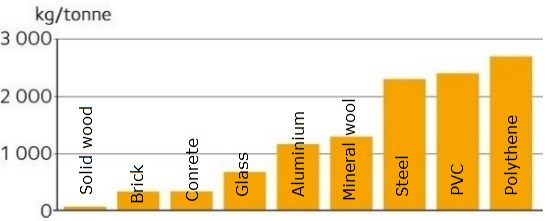 kg/tonne
3 000
2 000
1 000
0
Solid wood
Brick
Conrete
Glass
Aluminium
Mineral wool
Steel
PVC
Polythene